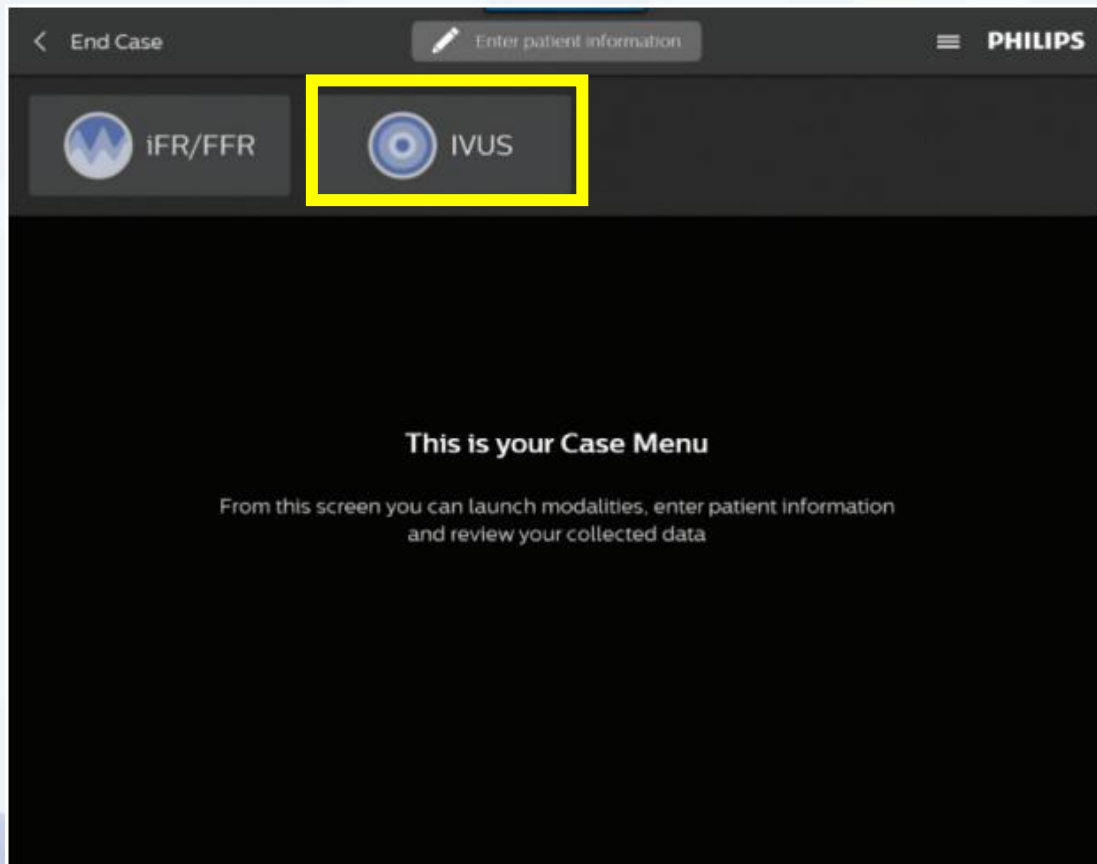 End Case
Enter patient information
PHILIPS
iFR/FFR
IVUS
This is your Case Menu
From this screen you can launch modalities, enter patient information
and review your collected data